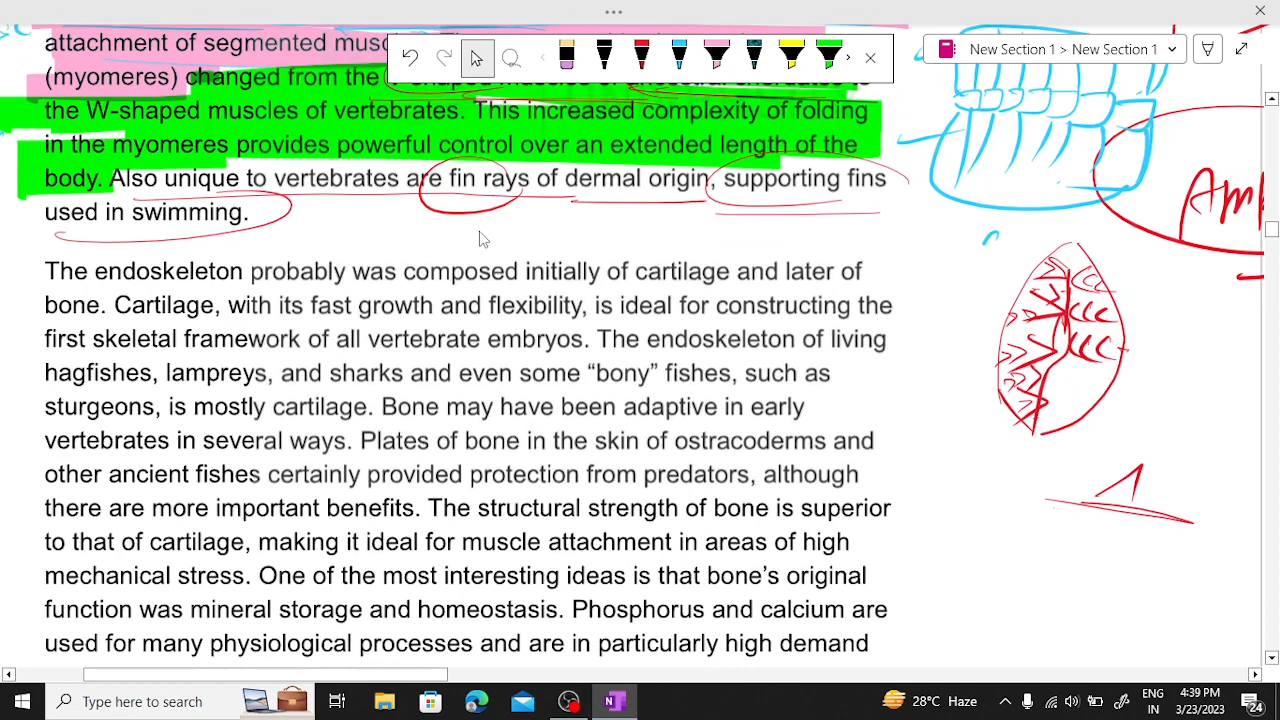 New Section 1 > New Section 1
attachment of segmented
(myomeres) changed from the
the W-shaped muscles of vertebrates. This increased complexity of folding
in the myomeres provides powerful control over an extended length of the
body. Also unique to vertebrates are fin rays of dermal origin, supporting fins
used in swimming.
The endoskeleton probably was composed initially of cartilage and later of
bone. Cartilage, with its fast growth and flexibility, is ideal for constructing the
first skeletal framework of all vertebrate embryos. The endoskeleton of living
hagfishes, lampreys, and sharks and even some “bony” fishes, such as
sturgeons, is mostly cartilage. Bone may have been adaptive in early
vertebrates in several ways. Plates of bone in the skin of ostracoderms and
other ancient fishes certainly provided protection from predators, although
there are more important benefits. The structural strength of bone is superior
to that of cartilage, making it ideal for muscle attachment in areas of high
mechanical stress. One of the most interesting ideas is that bone’s original
function was mineral storage and homeostasis. Phosphorus and calcium are
used for many physiological processes and are in particularly high demand
Type here to search
28°C Haze
ENG
IN
4:39 PM
3/23/2023
24